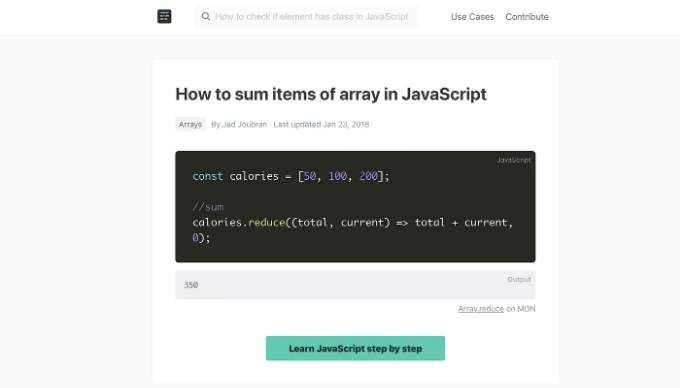 How to check if element has class in JavaScript
Use Cases
Contribute
How to sum items of array in JavaScript
Arrays
By Jad Joubran · Last updated Jan 23, 2018
JavaScript
const calories = [50, 100, 200];
//sum
calories.reduce((total, current) => total + current,
0);
Output
350
Array.reduce on MDN
Learn JavaScript step by step